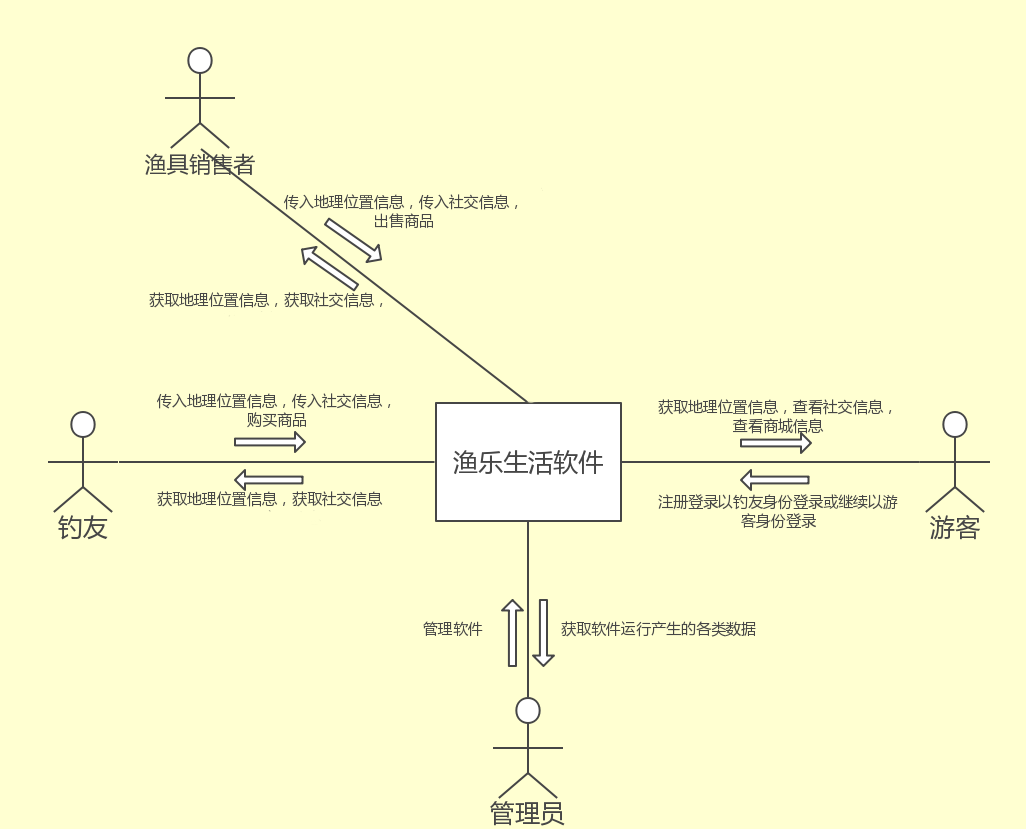 渔具销售者
传入地理位置信息，传入社交信息，
出售商品
获取地理位置信息，获取社交信息，
传入地理位置信息，传入社交信息，
购买商品
获取地理位置信息，获取社交信息
钓友
渔乐生活软件
获取地理位置信息，查看社交信息，
查看商城信息
注册登录以钓友身份登录或继续以游
客身份登录
游客
管理软件
获取软件运行产生的各类数据
管理员